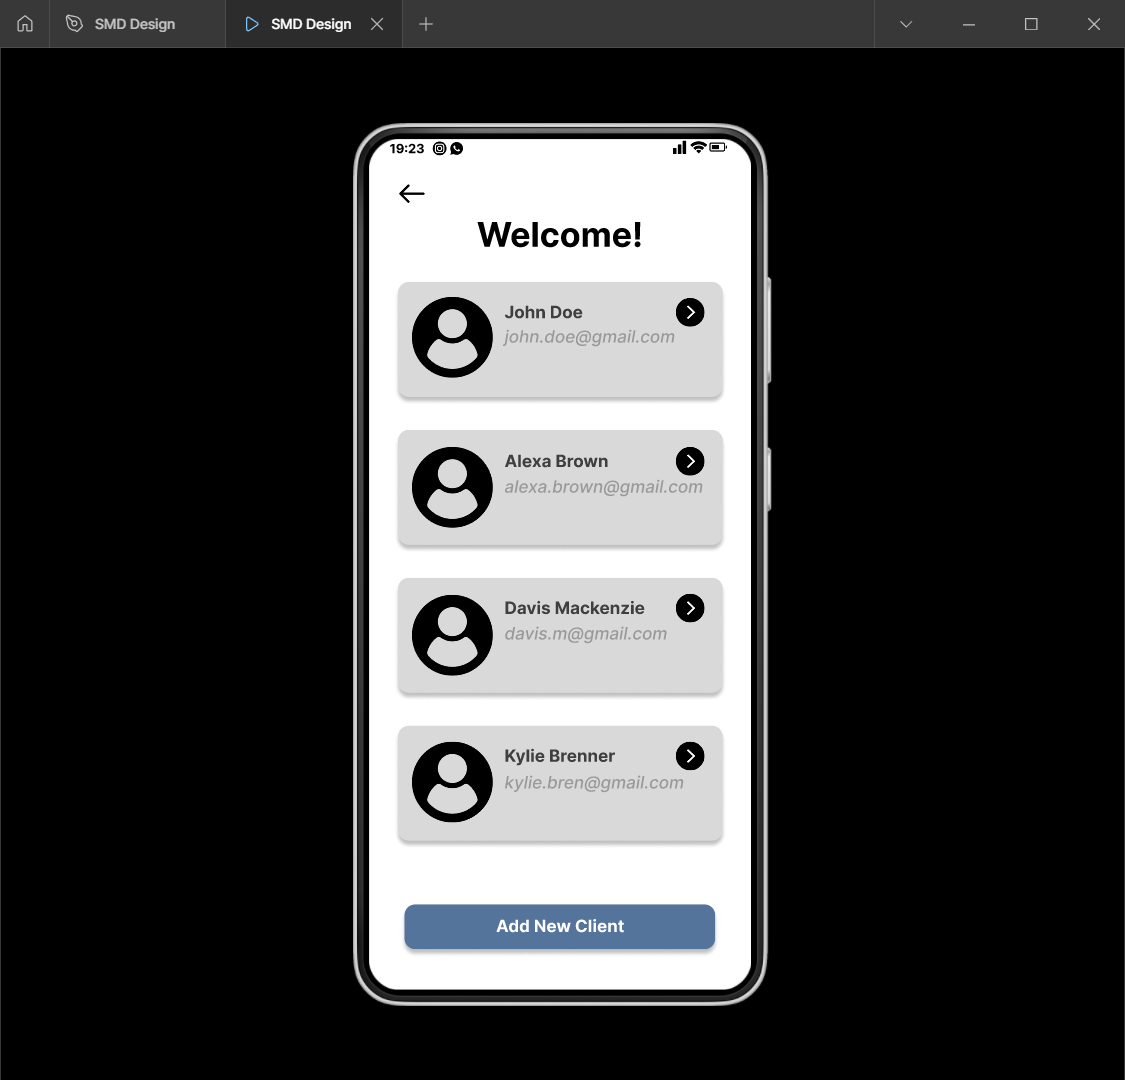 SMD Design
SMD Design
19:23
Welcome!
John Doe
john.doe@gmail.com
Alexa Brown
alexa.brown@gmail.com
Davis Mackenzie
davis.m@gmail.com
Kylie Brenner
kylie.bren@gmail.com
Add New Client